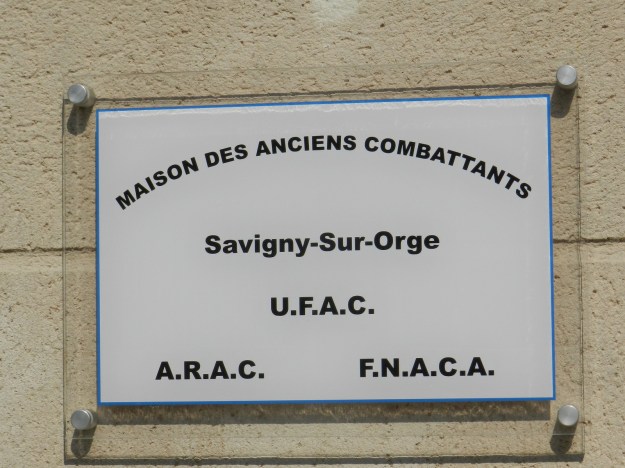 MAISON DES ANCIENS COMBATTANTS
Savigny-Sur-Orge
U.F.A.C.
A.R.A.C. F.N.A.C.A.